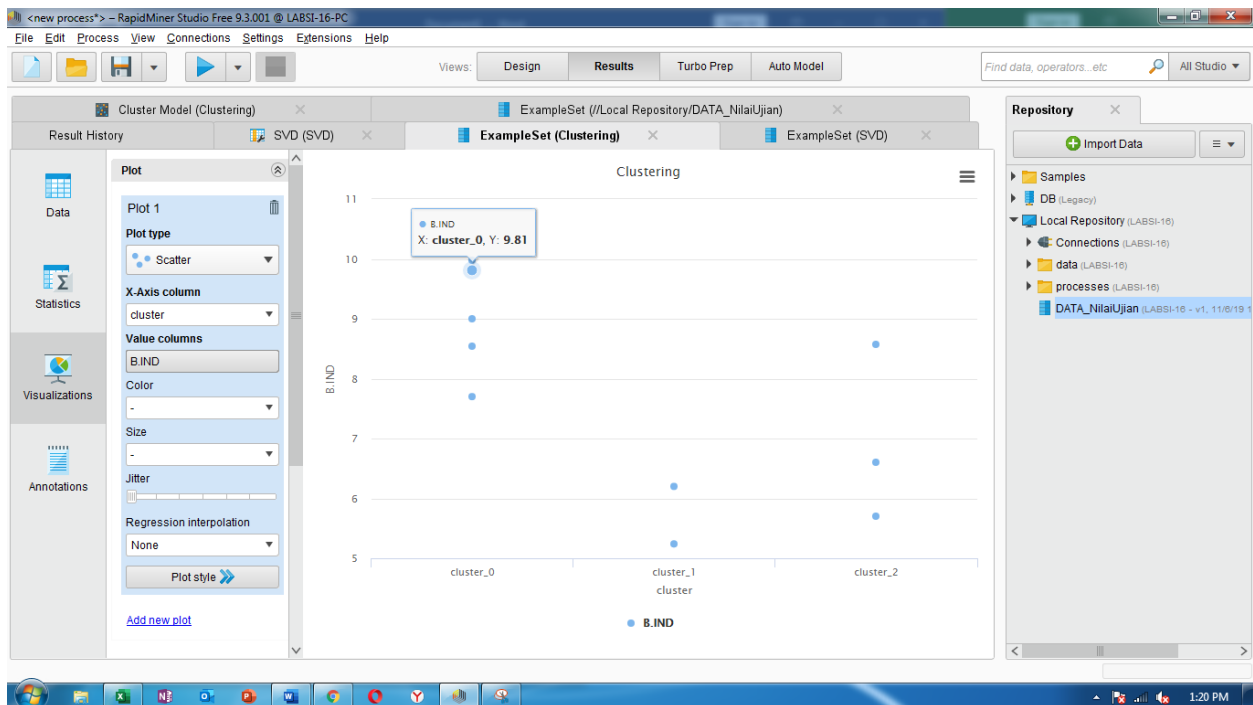 <new process*> – RapidMiner Studio Free 9.3.001 @ LABSI-16-PC
File Edit Process View Connections Settings Extensions Help
Views: Design Results Turbo Prep Auto Model
Find data, operators...etc
All Studio
Cluster Model (Clustering)
ExampleSet (//Local Repository/DATA_NilaiUjian)
Result History
SVD (SVD)
ExampleSet (Clustering)
ExampleSet (SVD)
Data
Statistics
Visualizations
Annotations
Plot
Plot 1
Plot type
Scatter
X-Axis column
cluster
Value columns
B.IND
Color
-
Size
-
Jitter
Regression interpolation
None
Plot style
Add new plot
Clustering
B.IND
X: cluster_0, Y: 9.81
11
10
9
8
7
6
5
B.IND
cluster_0 cluster_1 cluster_2
cluster
B.IND
Repository
Import Data
Samples
DB (Legacy)
Local Repository (LABSI-16)
Connections (LABSI-16)
data (LABSI-16)
processes (LABSI-16)
DATA_NilaiUjian (LABSI-16 - v1, 11/6/19 1
1:20 PM